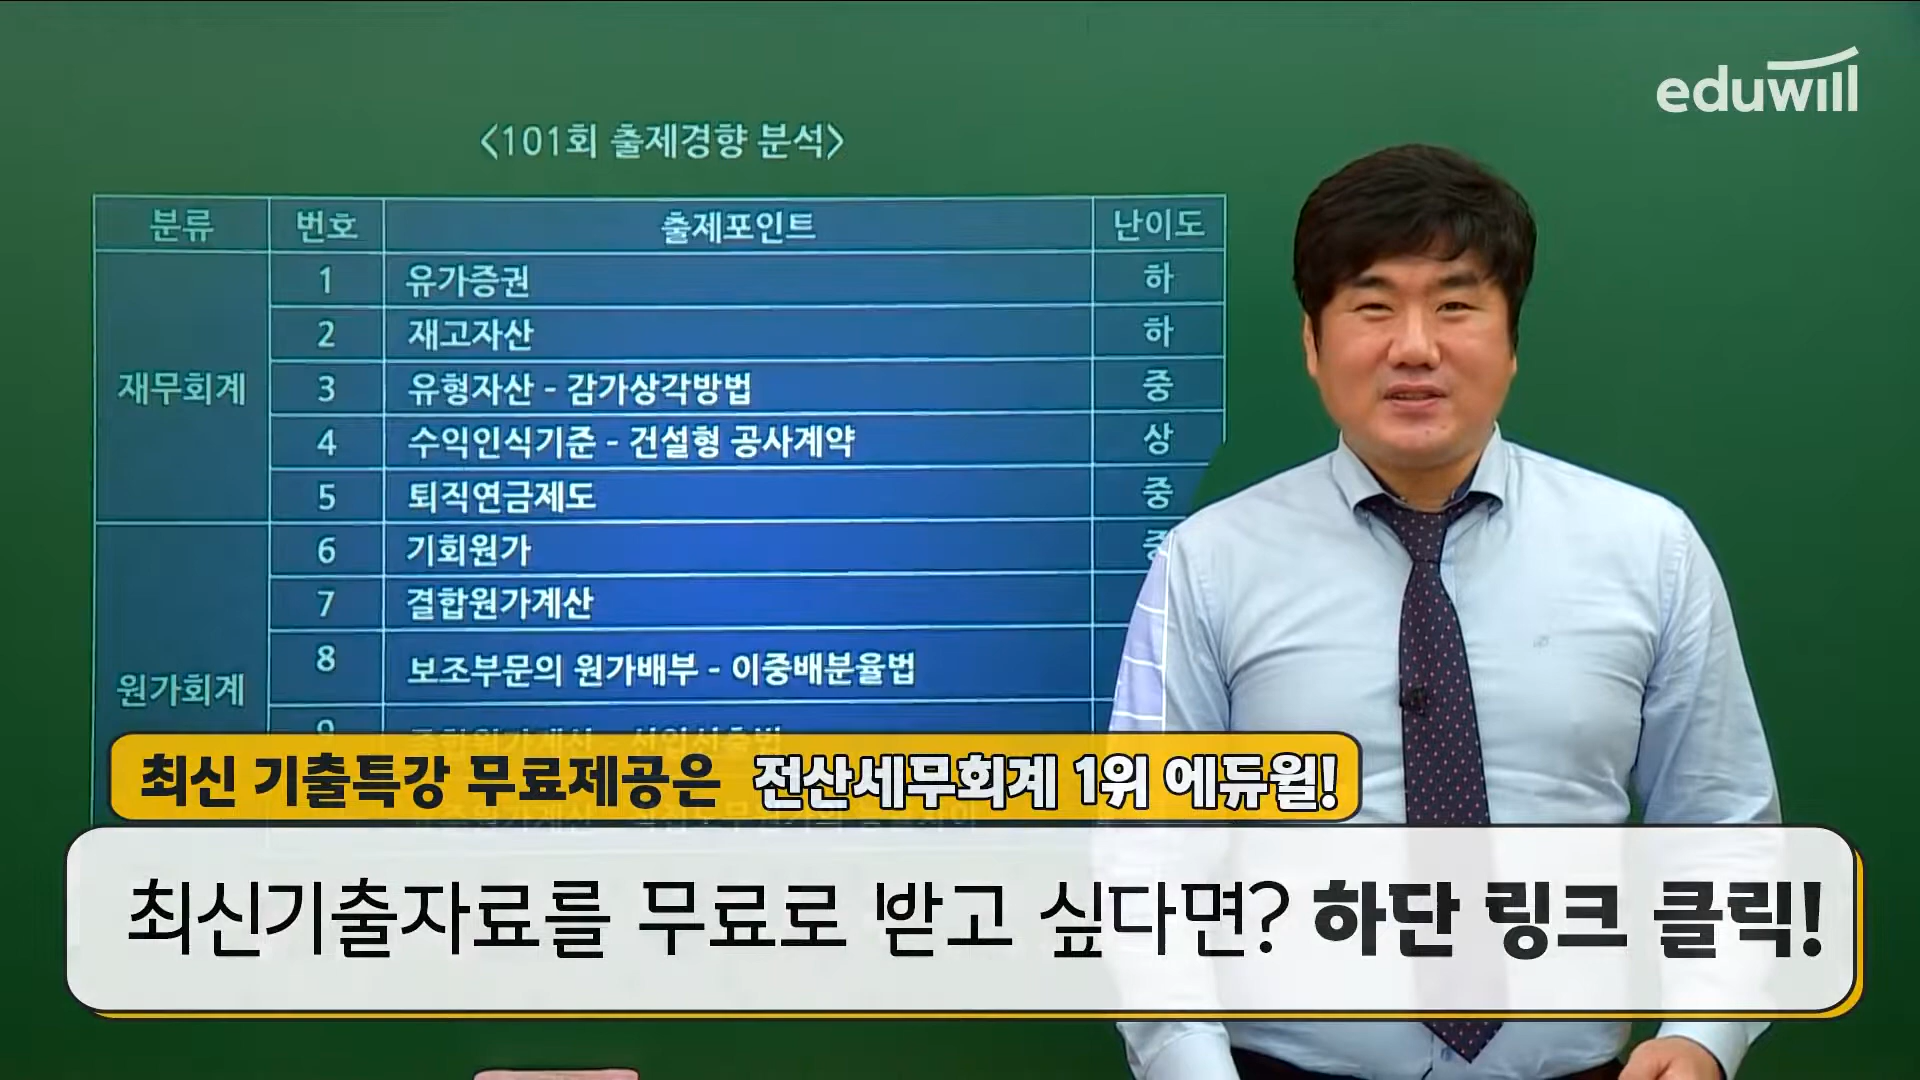 eduwill
<101회 출제경향 분석>
분류 번호 출제포인트 난이도
1 유가증권 하
2 재고자산 하
재무회계 3 유형자산 - 감가상각방법 중
4 수익인식기준 - 건설형 공사계약 상
5 퇴직연금제도 중
6 기회원가 중
7 결합원가계산
8 보조부문의 원가배부 - 이중배분율법
원가회계
9
최신 기출특강 무료제공은 전산세무회계 1위 에듀윌!
최신기출자료를 무료로 받고 싶다면? 하단 링크 클릭!